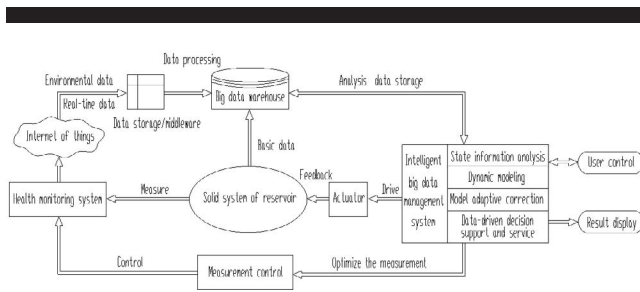 Data processing
Environmental data
Real-tine data
Big data warehouse
Analysis data storage
Data storage/middleware
Internet of things
Basic data
Intelligent
big data
management
system
State information analysis
Dynamic modeling
Model adaptive correction
Data-driven decision
support and service
User control
Result display
Health monitoring system
Measure
Solid system of reservoir
Feedback
Actuator
Drive
Control
Measurement control
Optimize the measurement